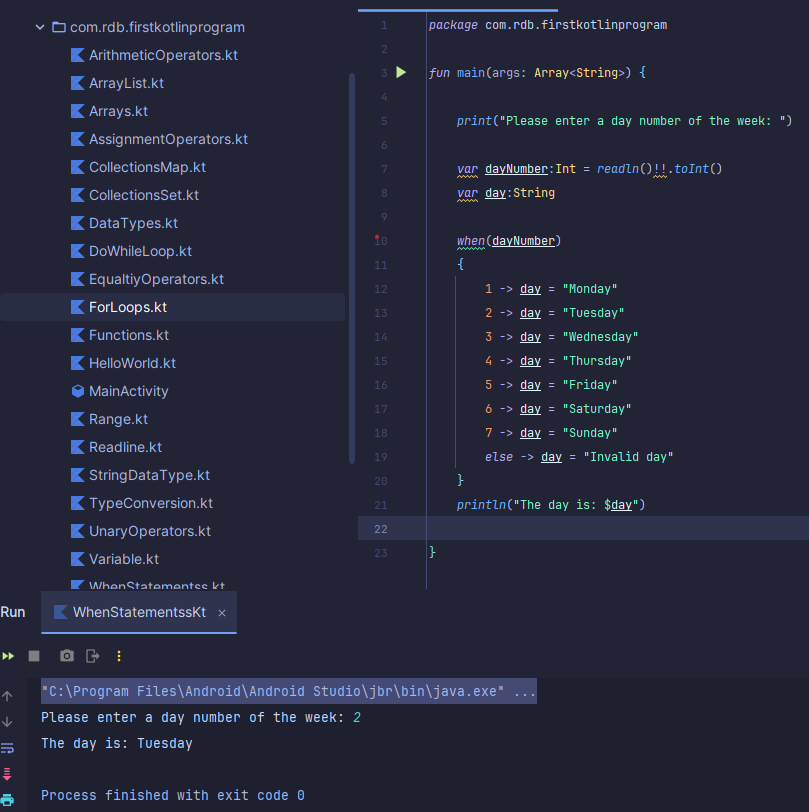 com.rdb.firstkotlinprogram
ArithmeticOperators.kt
ArrayList.kt
Arrays.kt
AssignmentOperators.kt
CollectionsMap.kt
CollectionsSet.kt
DataTypes.kt
DoWhileLoop.kt
EqualtiyOperators.kt
ForLoops.kt
Functions.kt
HelloWorld.kt
MainActivity
Range.kt
Readline.kt
StringDataType.kt
TypeConversion.kt
UnaryOperators.kt
Variable.kt
WhenStatementss.kt
1 package com.rdb.firstkotlinprogram
2
3 fun main(args: Array<String>) {
4
5 print("Please enter a day number of the week: ")
6
7 var dayNumber:Int = readln()!!.toInt()
8 var day:String
9
10 when(dayNumber)
11 {
12 1 -> day = "Monday"
13 2 -> day = "Tuesday"
14 3 -> day = "Wednesday"
15 4 -> day = "Thursday"
16 5 -> day = "Friday"
17 6 -> day = "Saturday"
18 7 -> day = "Sunday"
19 else -> day = "Invalid day"
20 }
21 println("The day is: $day")
22
23 }
Run WhenStatementssKt ×
"C:\Program Files\Android\Android Studio\jbr\bin\java.exe" ...
Please enter a day number of the week: 2
The day is: Tuesday
Process finished with exit code 0